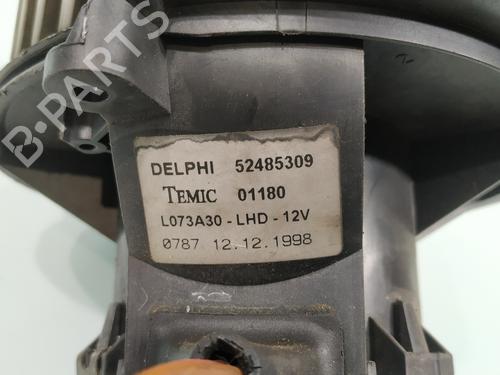 B-PARTS
DELPHI 52485309
TEMIC 01180
L073A30 - LHD - 12V
0787 12.12.1998